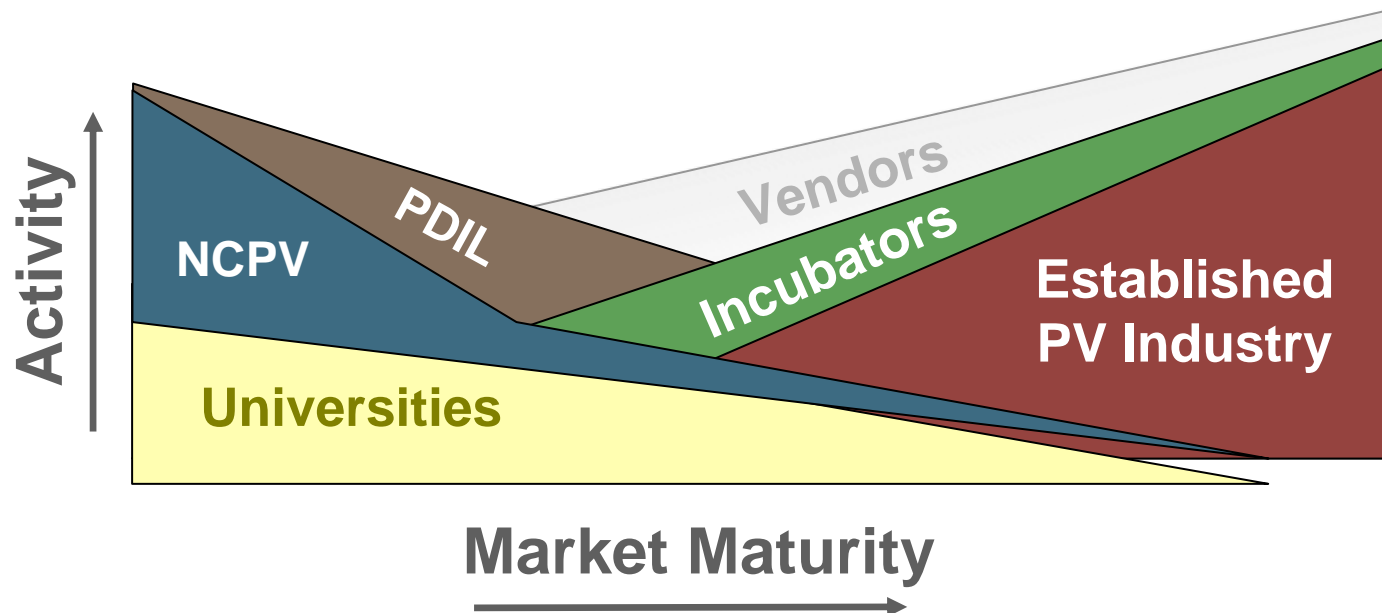 Activity
NCPV
PDIL
Universities
Vendors
Incubators
Established
PV Industry
Market Maturity